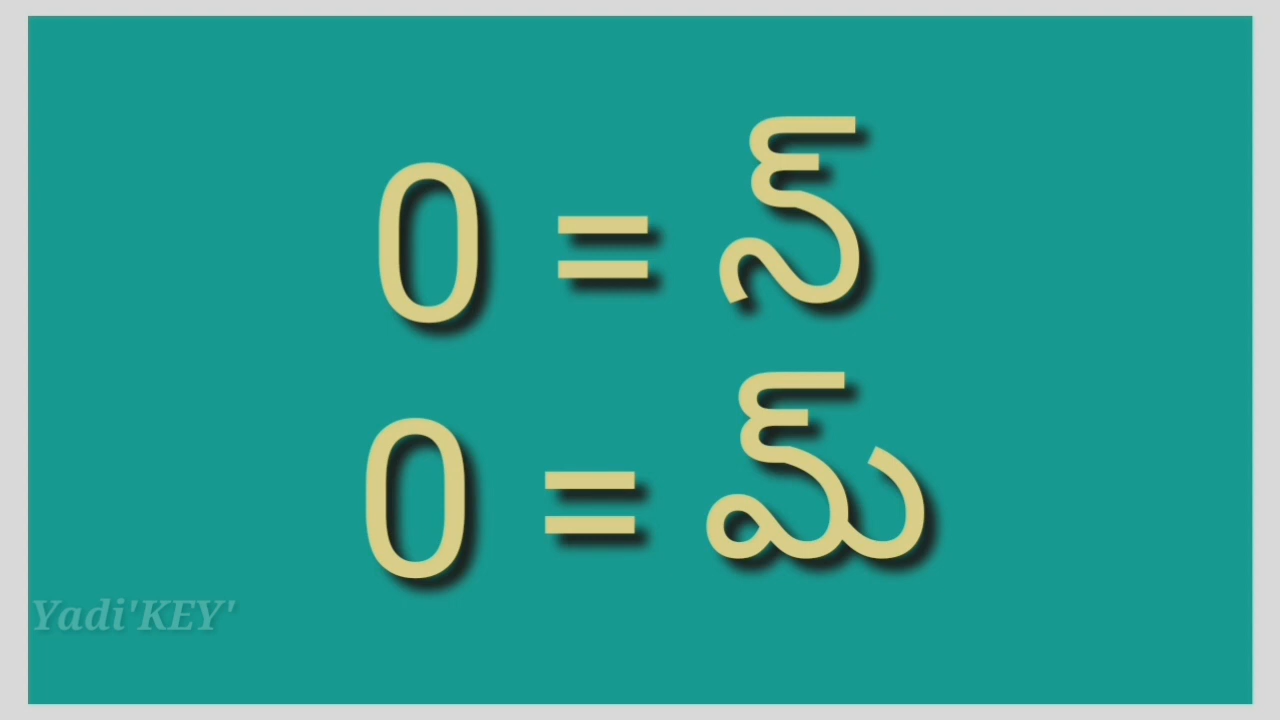 0 = న్
0 = మ్
Yadi'KEY'